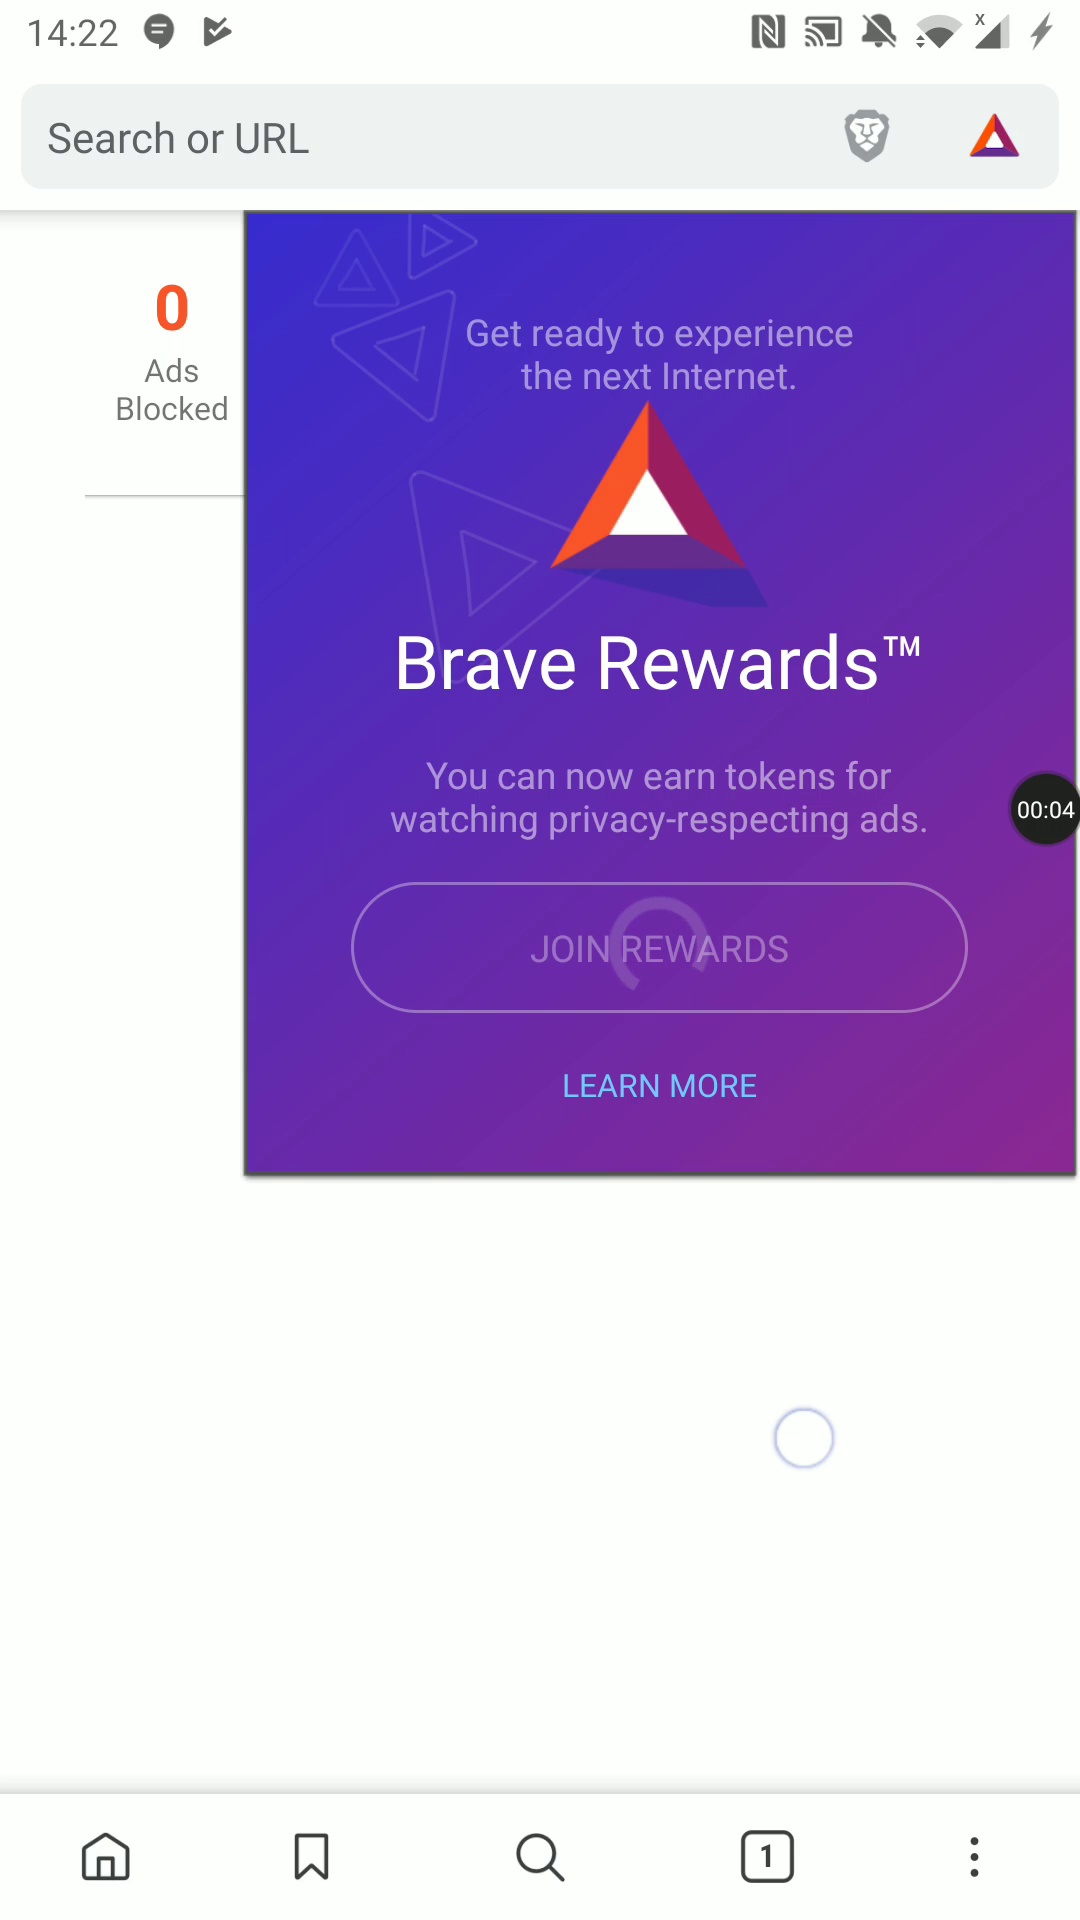 14:22
Search or URL
0
Ads
Blocked
Get ready to experience
the next Internet.
Brave Rewards™
You can now earn tokens for
watching privacy-respecting ads.
00:04
JOIN REWARDS
LEARN MORE
1